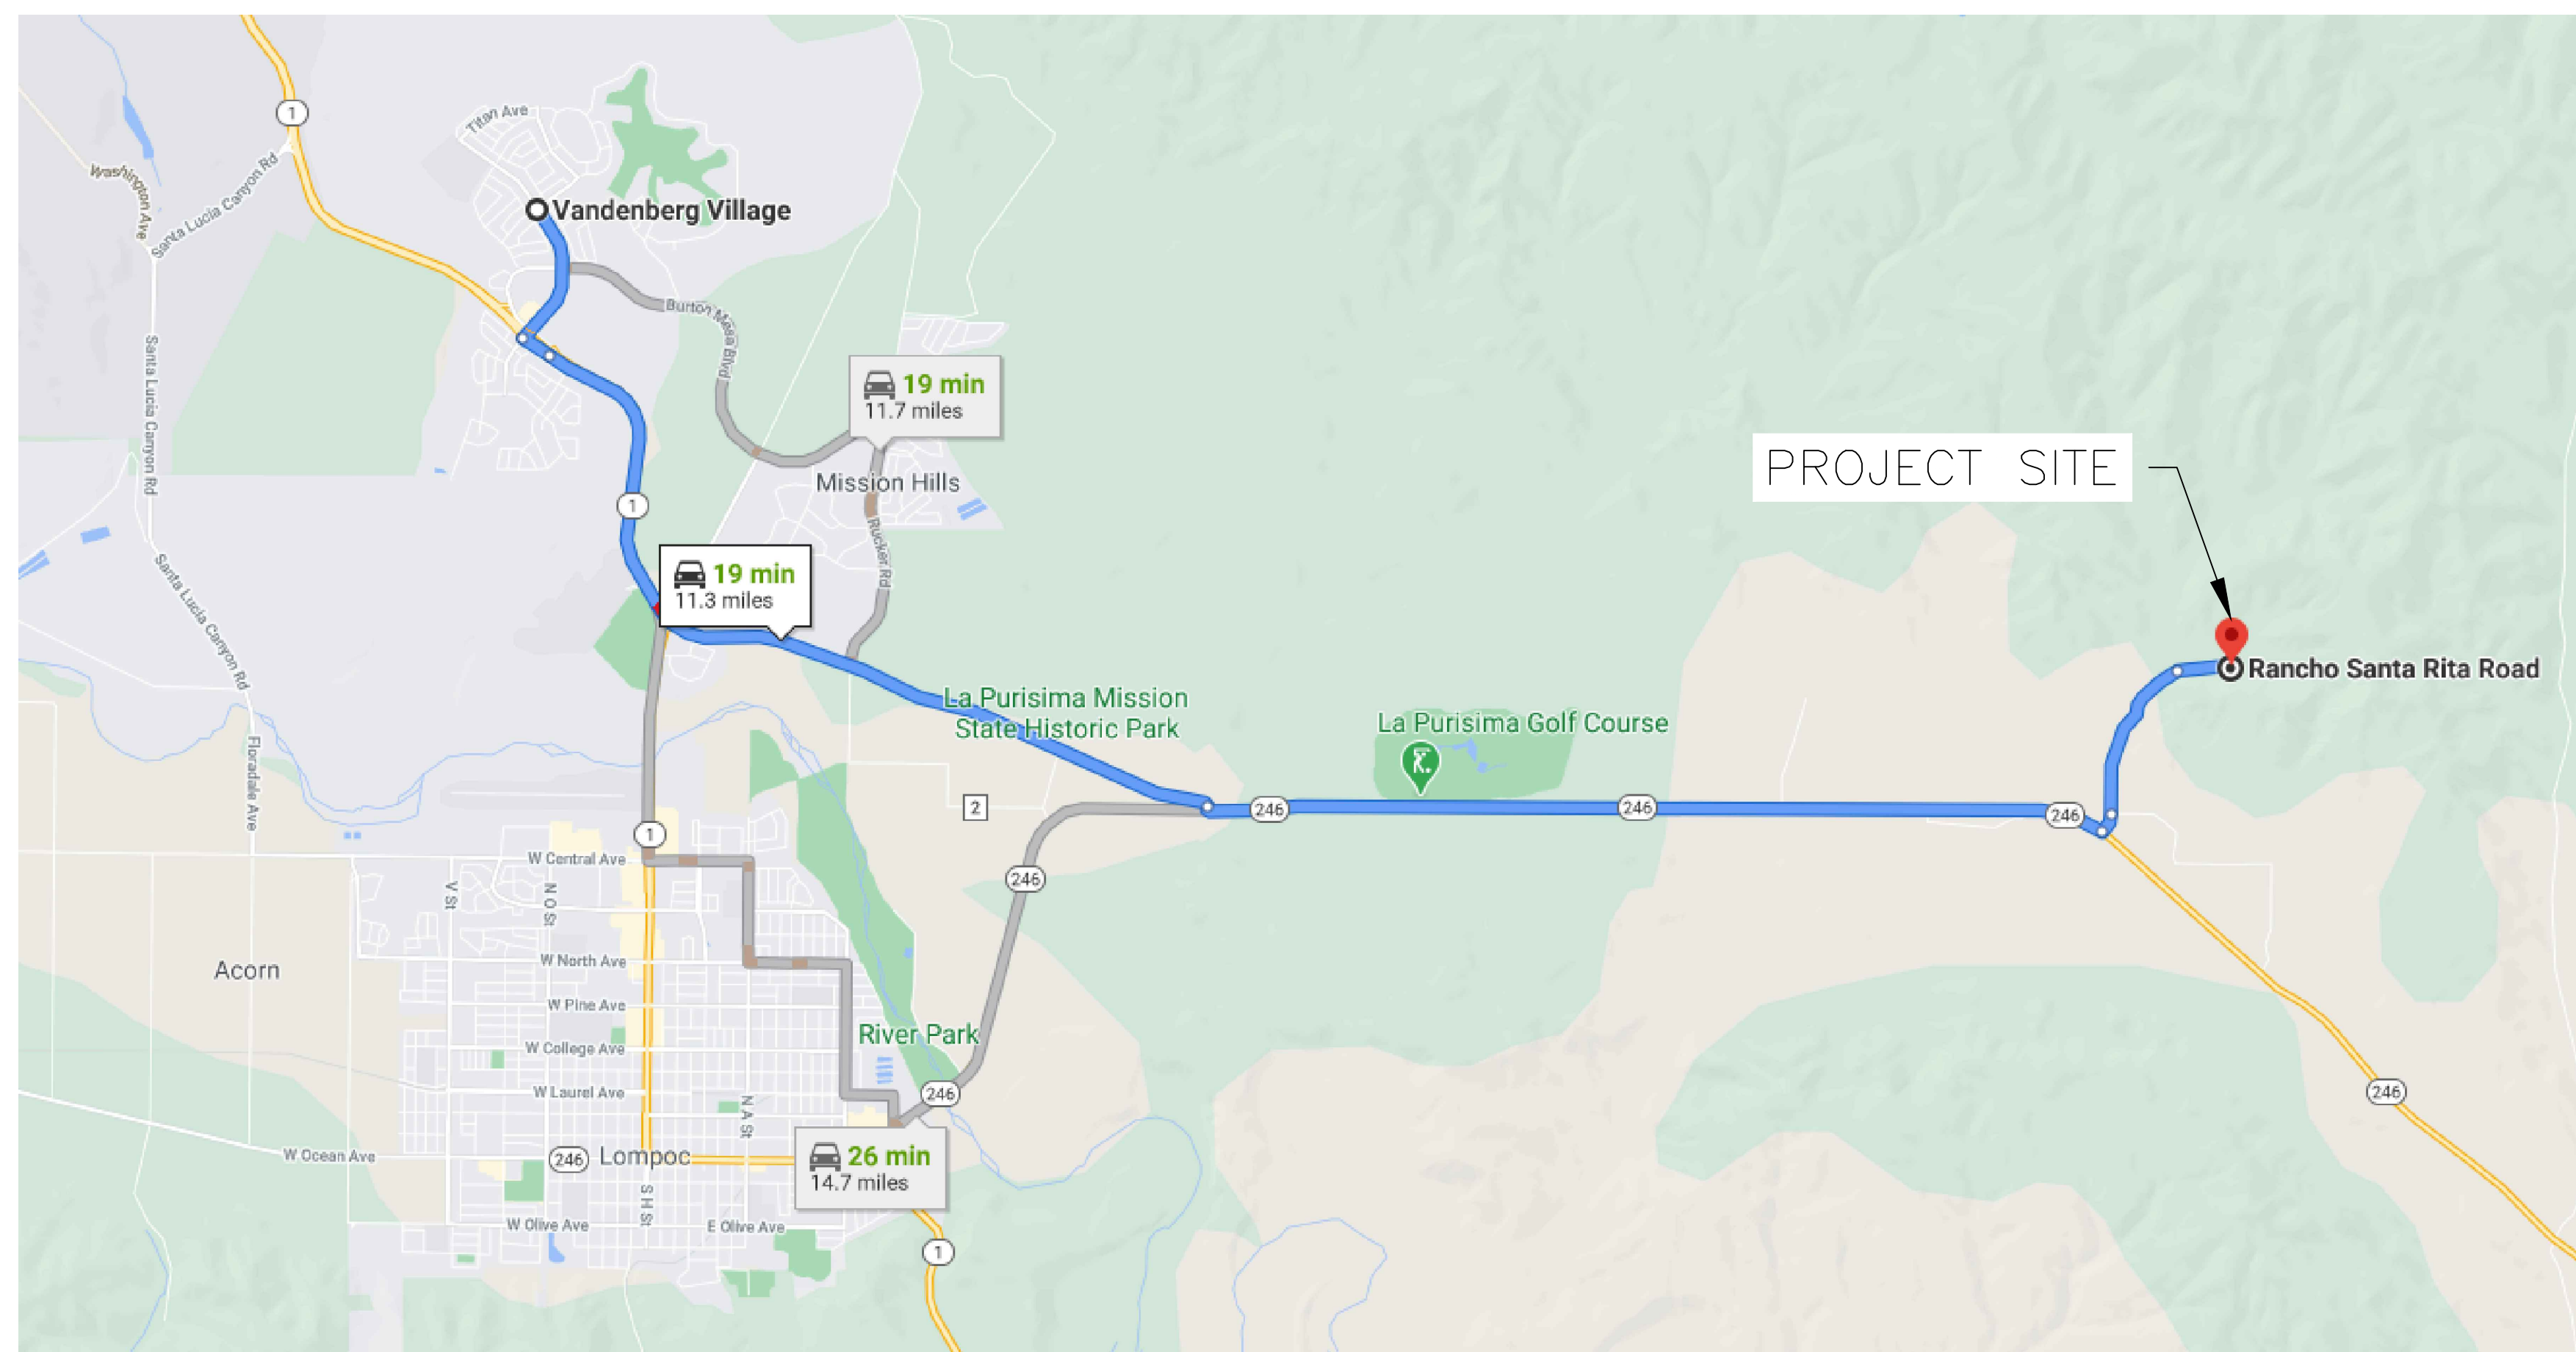 1
Titan Ave
Washington Ave
Santa Lucia Canyon Rd
Vandenberg Village
Burton Mesa Blvd
Santa Lucia Canyon Rd
19 min
11.7 miles
PROJECT SITE
Mission Hills
1
Rucker Rd
Santa Lucia Canyon Rd
19 min
11.3 miles
Rancho Santa Rita Road
La Purisima Mission
State Historic Park
La Purisima Golf Course
Floradale Ave
2
246
246
246
1
W Central Ave
246
V St
N O St
W North Ave
Acorn
W Pine Ave
River Park
W College Ave
W Laurel Ave
246
246
N A St
W Ocean Ave
246
Lompoc
26 min
14.7 miles
S H St
W Olive Ave
E Olive Ave
1